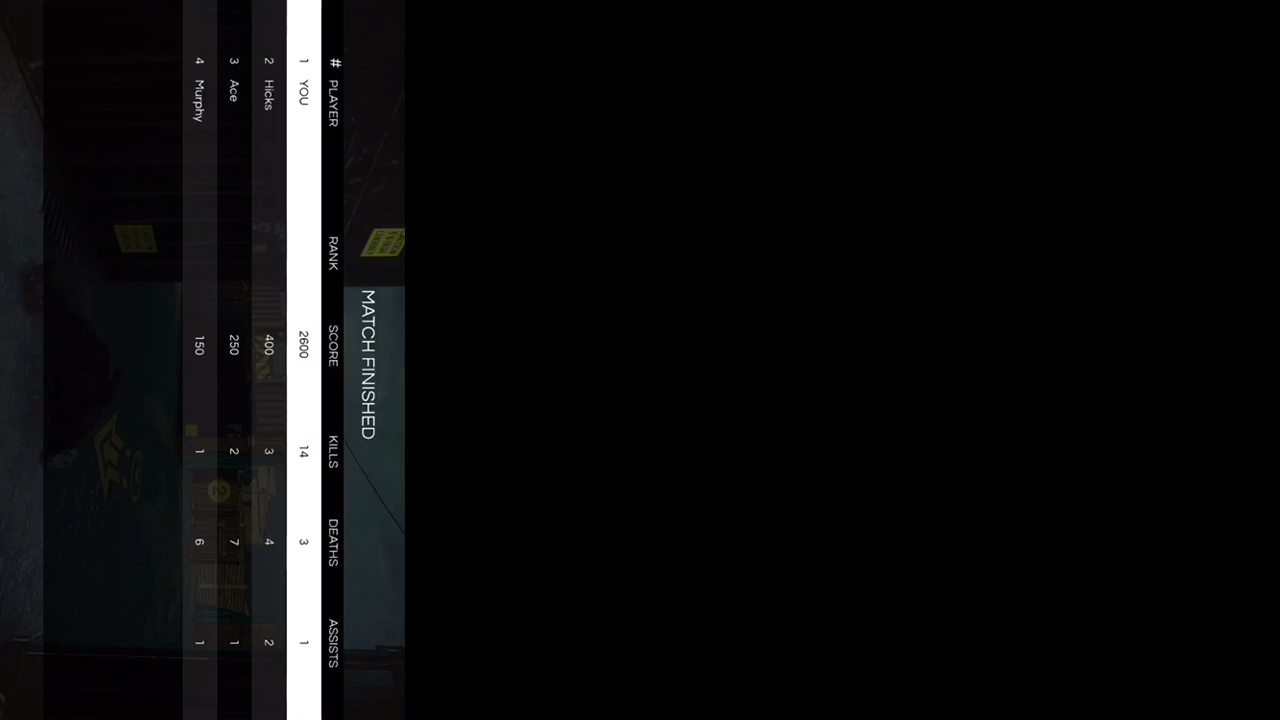 MATCH FINISHED
# PLAYER RANK SCORE KILLS DEATHS ASSISTS
1 YOU 2600 14 3 1
2 Hicks 400 3 4 2
3 Ace 250 2 7 1
4 Murphy 150 1 6 1
2